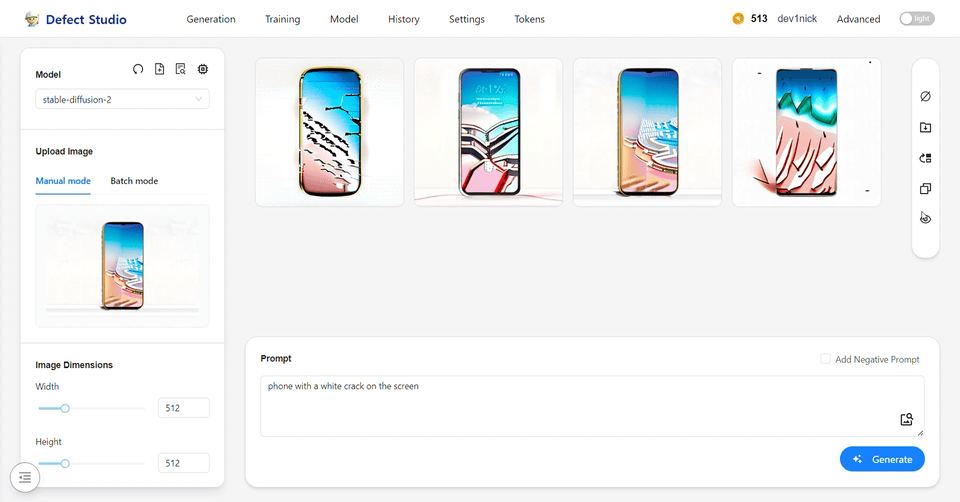 Defect Studio
Generation Training Model History Settings Tokens
513 dev1nick Advanced light
Model
stable-diffusion-2
Upload Image
Manual mode Batch mode
Image Dimensions
Width
512
Height
512
Prompt
Add Negative Prompt
phone with a white crack on the screen
Generate